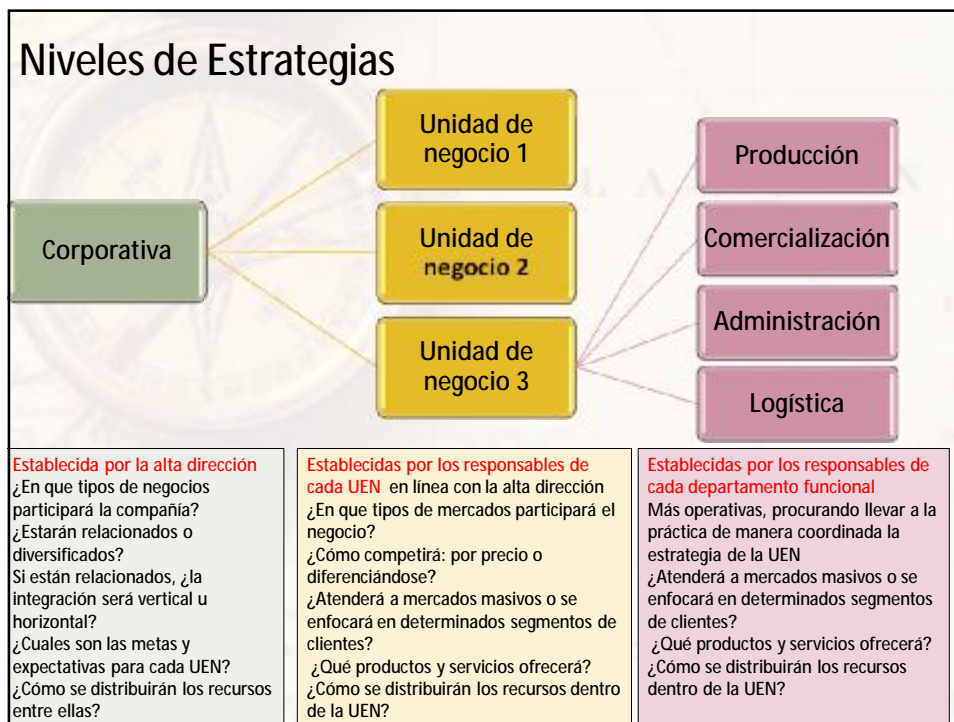 Niveles de Estrategias
Corporativa
Unidad de
negocio 1
Unidad de
negocio 2
Unidad de
negocio 3
Producción
Comercialización
Administración
Logística
Establecida por la alta dirección
¿En que tipos de negocios
participará la compañía?
¿Estarán relacionados o
diversificados?
Si están relacionados, ¿la
integración será vertical u
horizontal?
¿Cuales son las metas y
expectativas para cada UEN?
¿Cómo se distribuirán los recursos
entre ellas?
Establecidas por los responsables de
cada UEN en línea con la alta dirección
¿En que tipos de mercados participará el
negocio?
¿Cómo competirá: por precio o
diferenciándose?
¿Atenderá a mercados masivos o se
enfocará en determinados segmentos de
clientes?
¿Qué productos y servicios ofrecerá?
¿Cómo se distribuirán los recursos dentro
de la UEN?
Establecidas por los responsables de
cada departamento funcional
Más operativas, procurando llevar a la
práctica de manera coordinada la
estrategia de la UEN
¿Atenderá a mercados masivos o se
enfocará en determinados segmentos
de clientes?
¿Qué productos y servicios ofrecerá?
¿Cómo se distribuirán los recursos
dentro de la UEN?